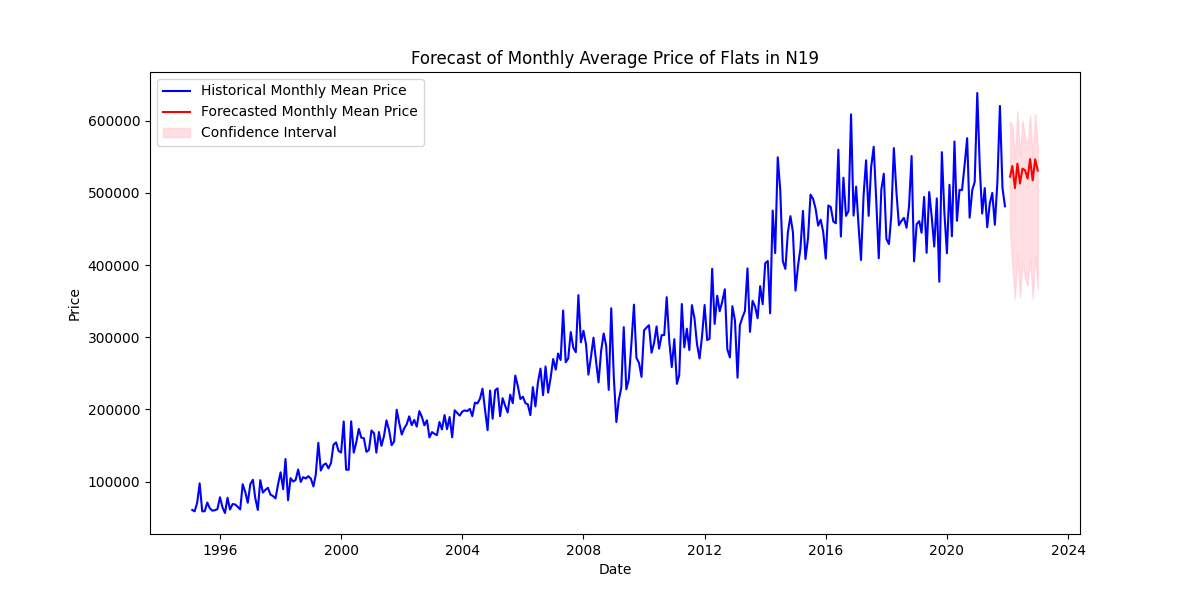 Forecast of Monthly Average Price of Flats in N19
Historical Monthly Mean Price
Forecasted Monthly Mean Price
Confidence Interval
600000
500000
400000
300000
200000
100000
Price
1996 2000 2004 2008 2012 2016 2020 2024
Date